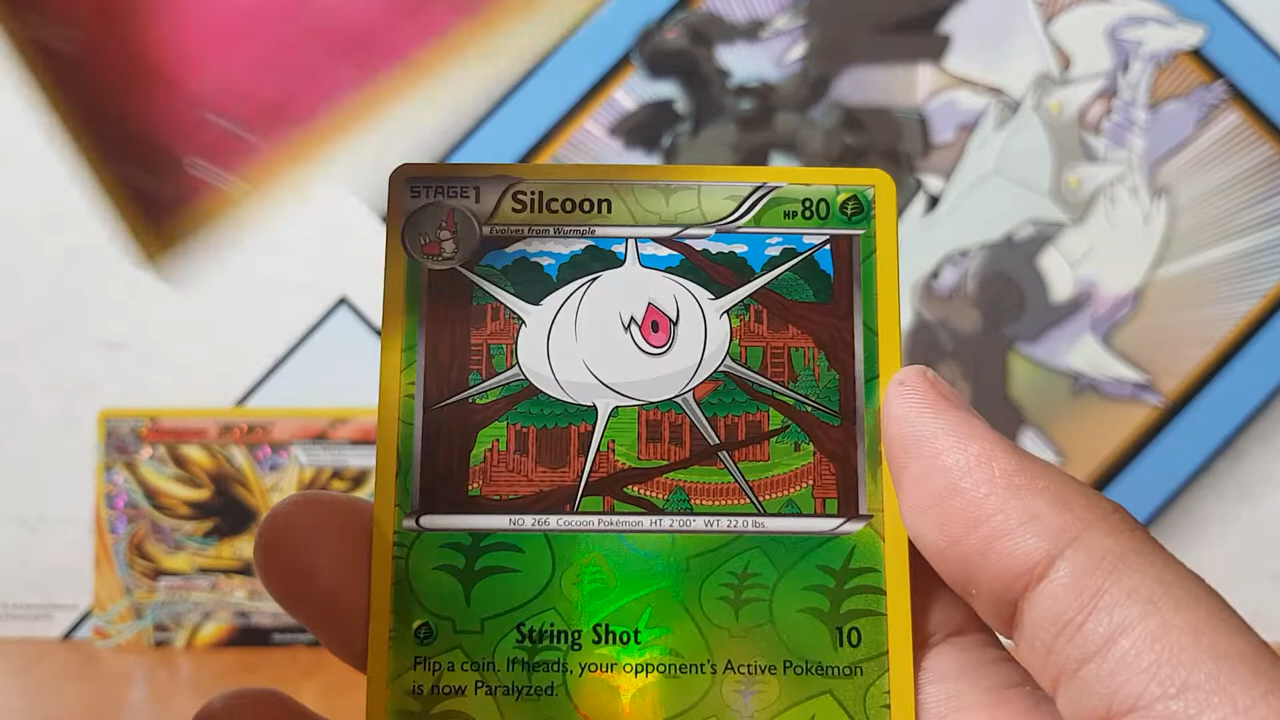 STAGE1 Silcoon HP80
Evolves from Wurmple
NO. 266 Cocoon Pokémon HT: 2'00" WT: 22.0 lbs.
String Shot 10
Flip a coin. If heads, your opponent's Active Pokémon
is now Paralyzed.